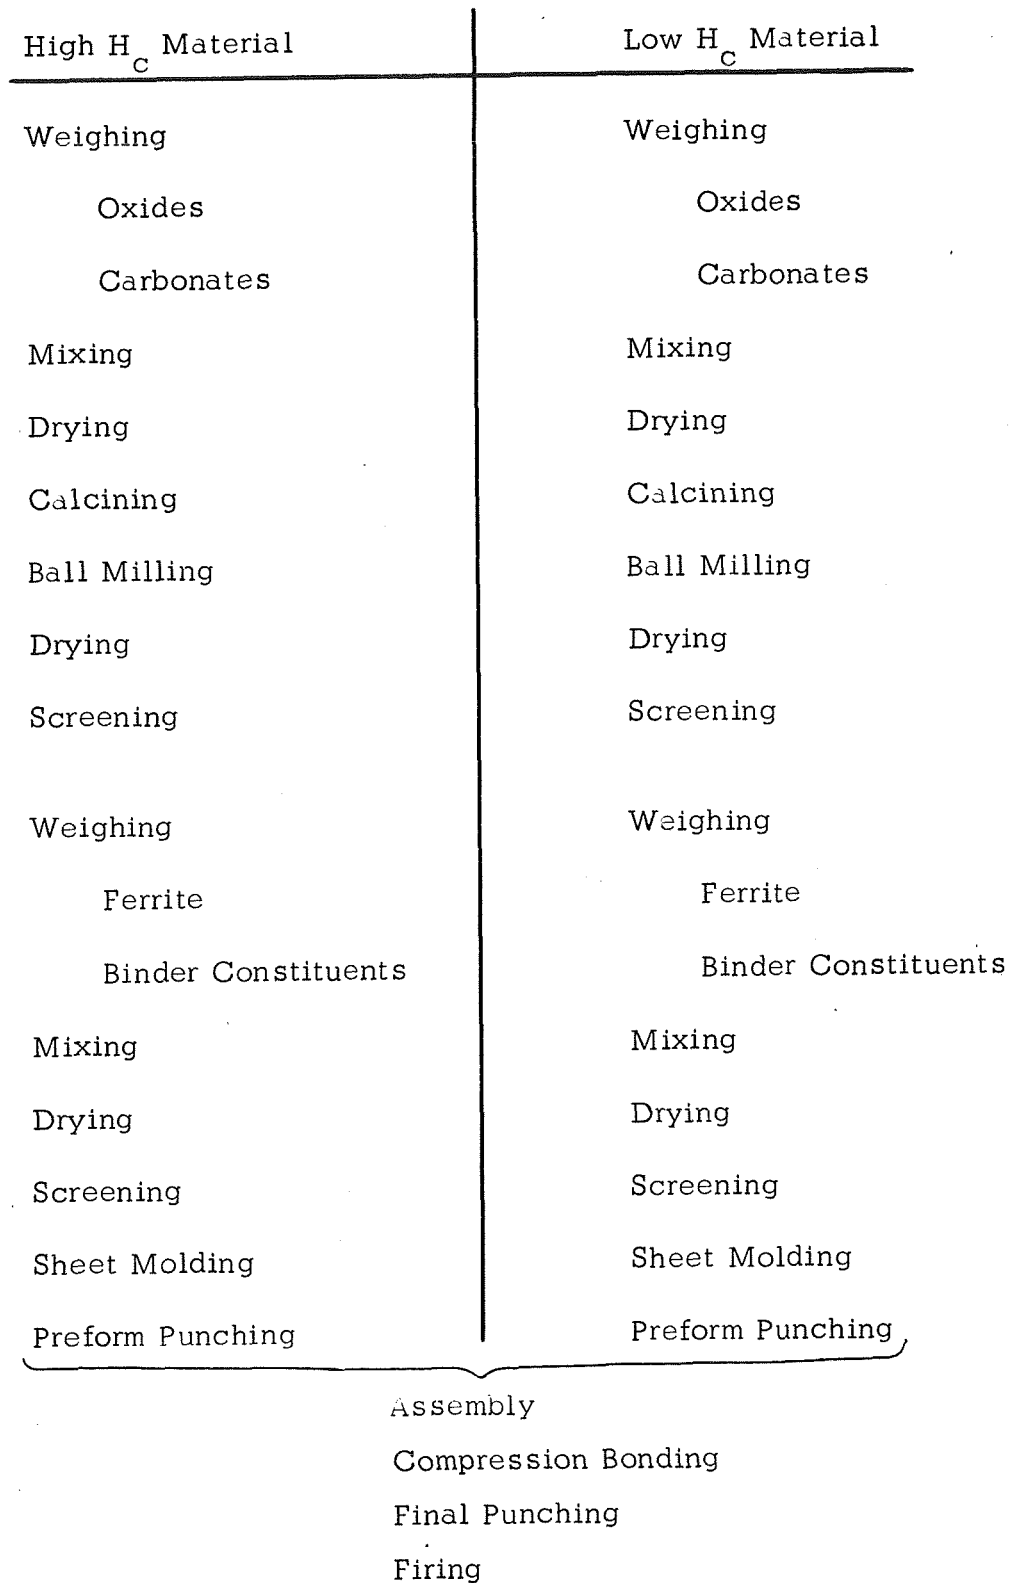 High Hc Material Low Hc Material
Weighing Weighing
Oxides Oxides
Carbonates Carbonates
Mixing Mixing
Drying Drying
Calcining Calcining
Ball Milling Ball Milling
Drying Drying
Screening Screening
Weighing Weighing
Ferrite Ferrite
Binder Constituents Binder Constituents
Mixing Mixing
Drying Drying
Screening Screening
Sheet Molding Sheet Molding
Preform Punching Preform Punching
Assembly
Compression Bonding
Final Punching
Firing